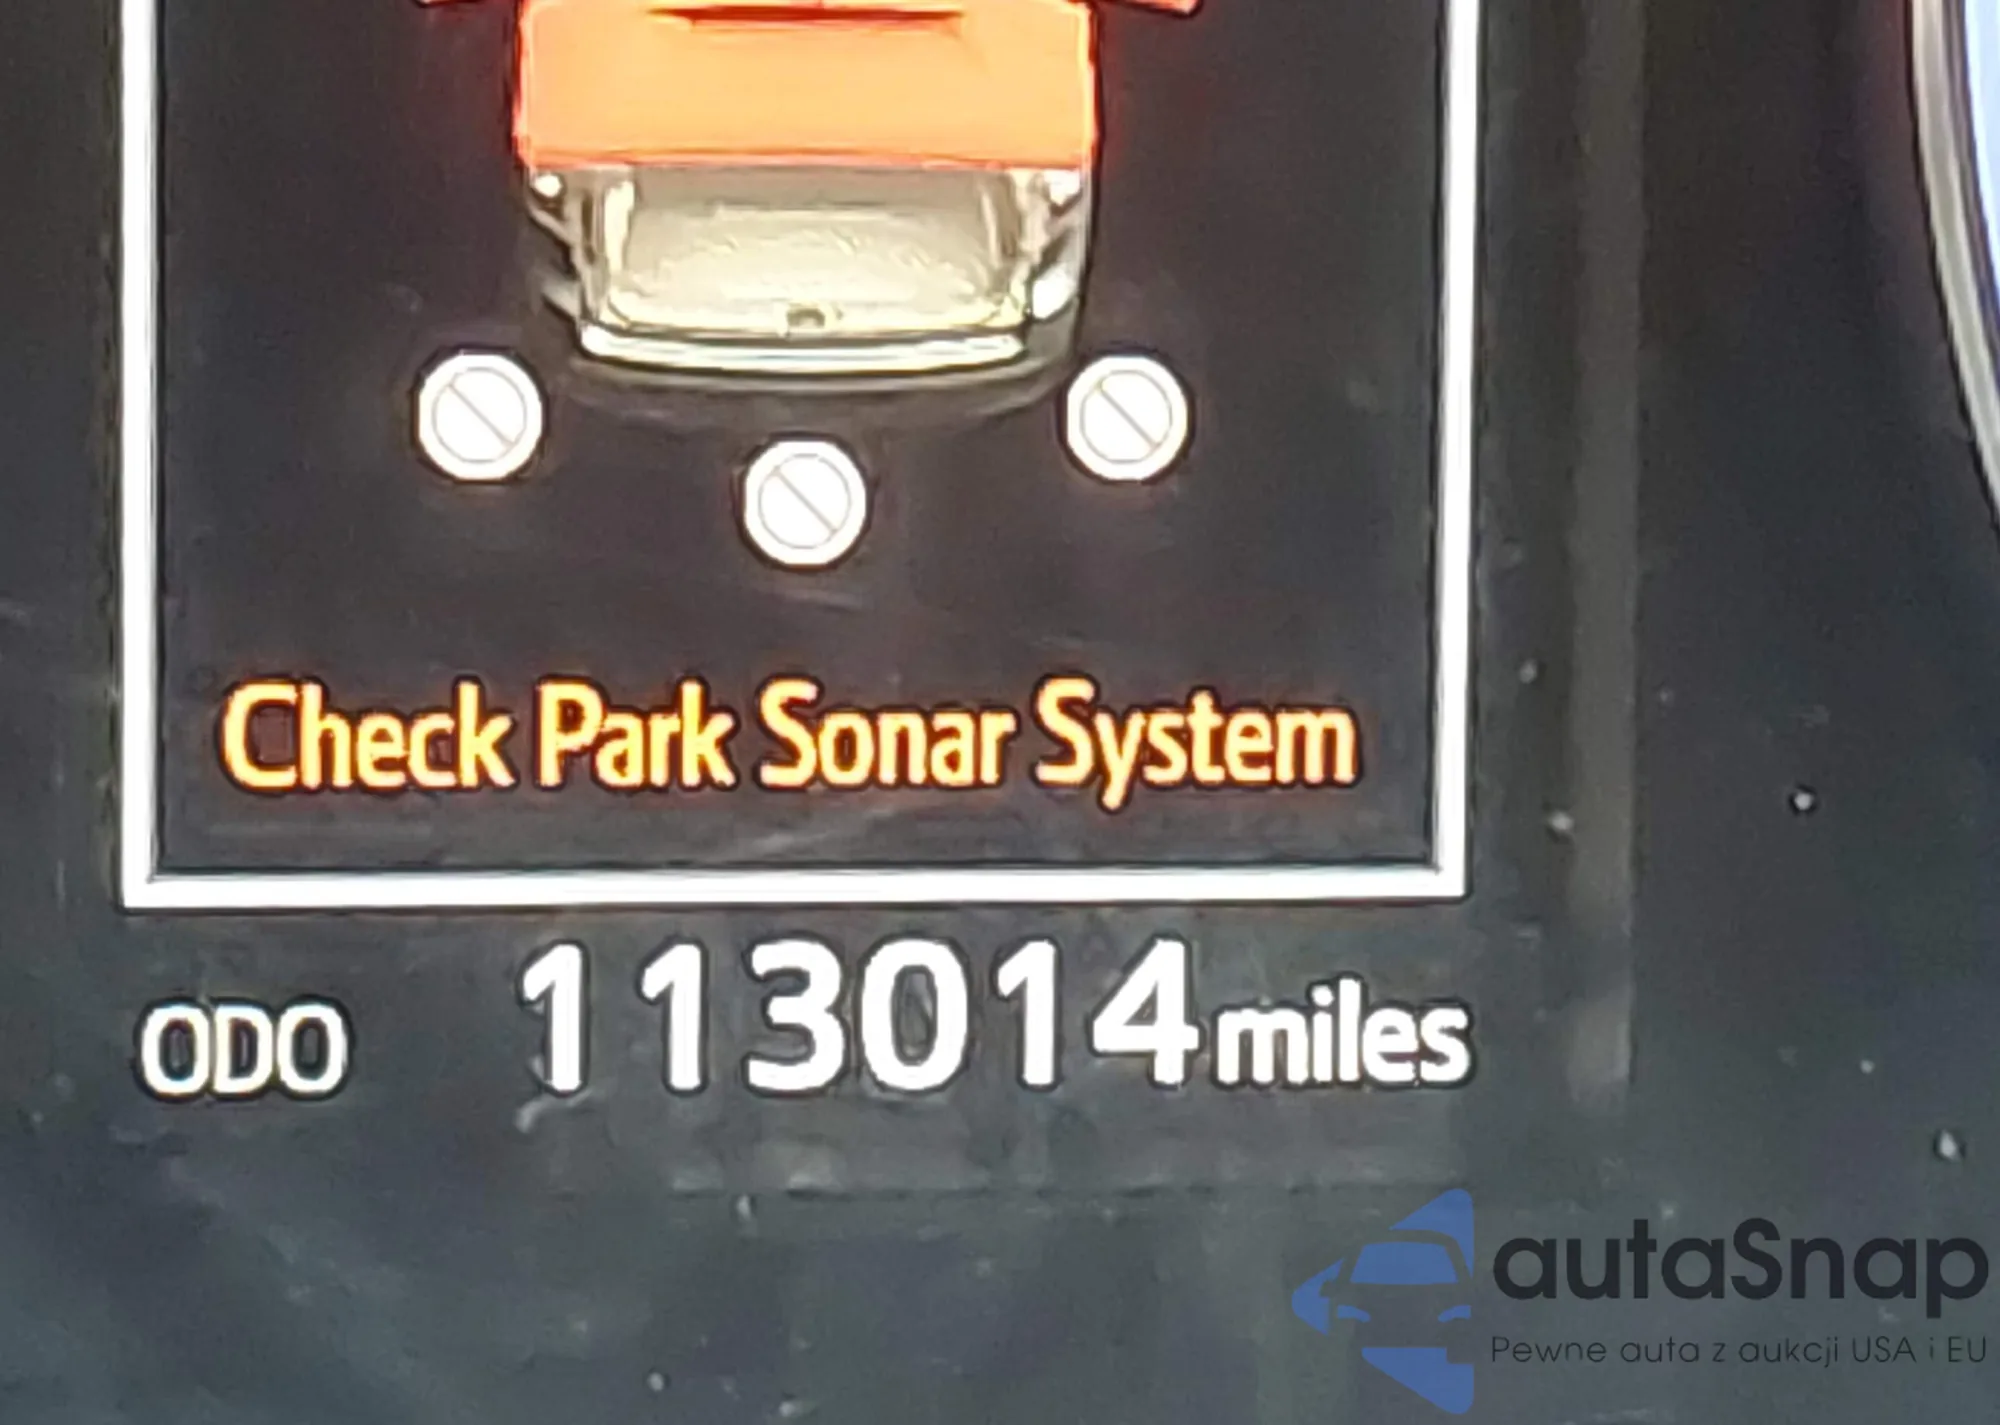 Check Park Sonar System
ODO 113014 miles
autaSnap
Pewne auta z aukcji USA i EU